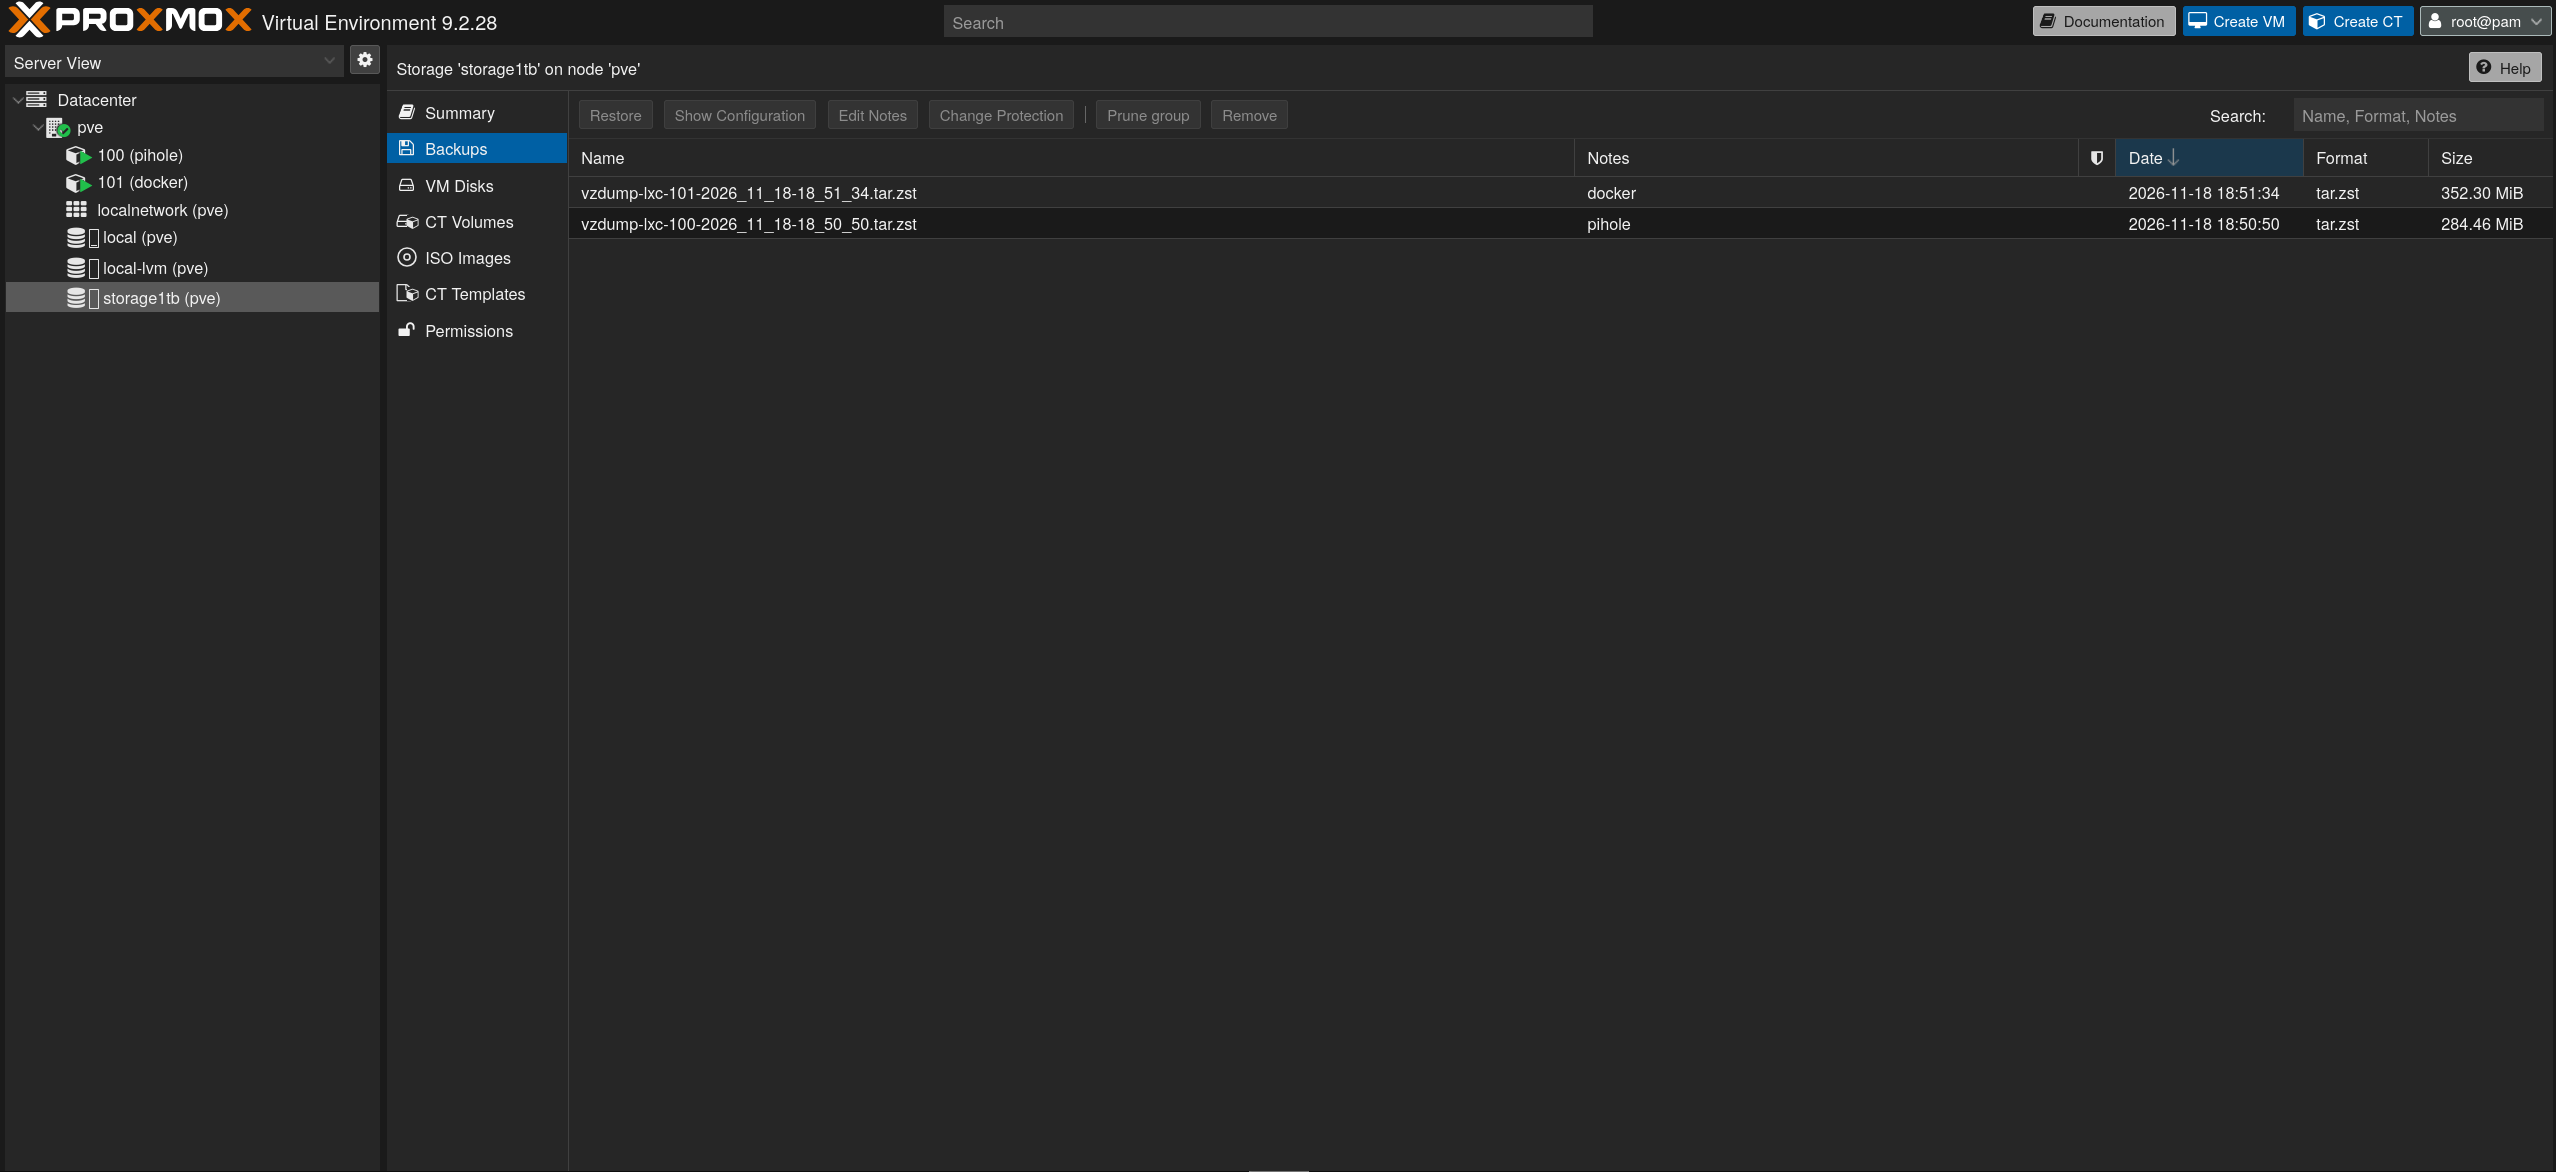 PROXMOX Virtual Environment 9.2.28 Search Documentation Create VM Create CT root@pam
Server View
Storage 'storage1tb' on node 'pve' Help
Datacenter
pve
100 (pihole)
101 (docker)
localnetwork (pve)
local (pve)
local-lvm (pve)
storage1tb (pve)
Summary
Backups
VM Disks
CT Volumes
ISO Images
CT Templates
Permissions
Restore Show Configuration Edit Notes Change Protection Prune group Remove Search: Name, Format, Notes
Name Notes Date Format Size
vzdump-lxc-101-2026_11_18-18_51_34.tar.zst docker 2026-11-18 18:51:34 tar.zst 352.30 MiB
vzdump-lxc-100-2026_11_18-18_50_50.tar.zst pihole 2026-11-18 18:50:50 tar.zst 284.46 MiB